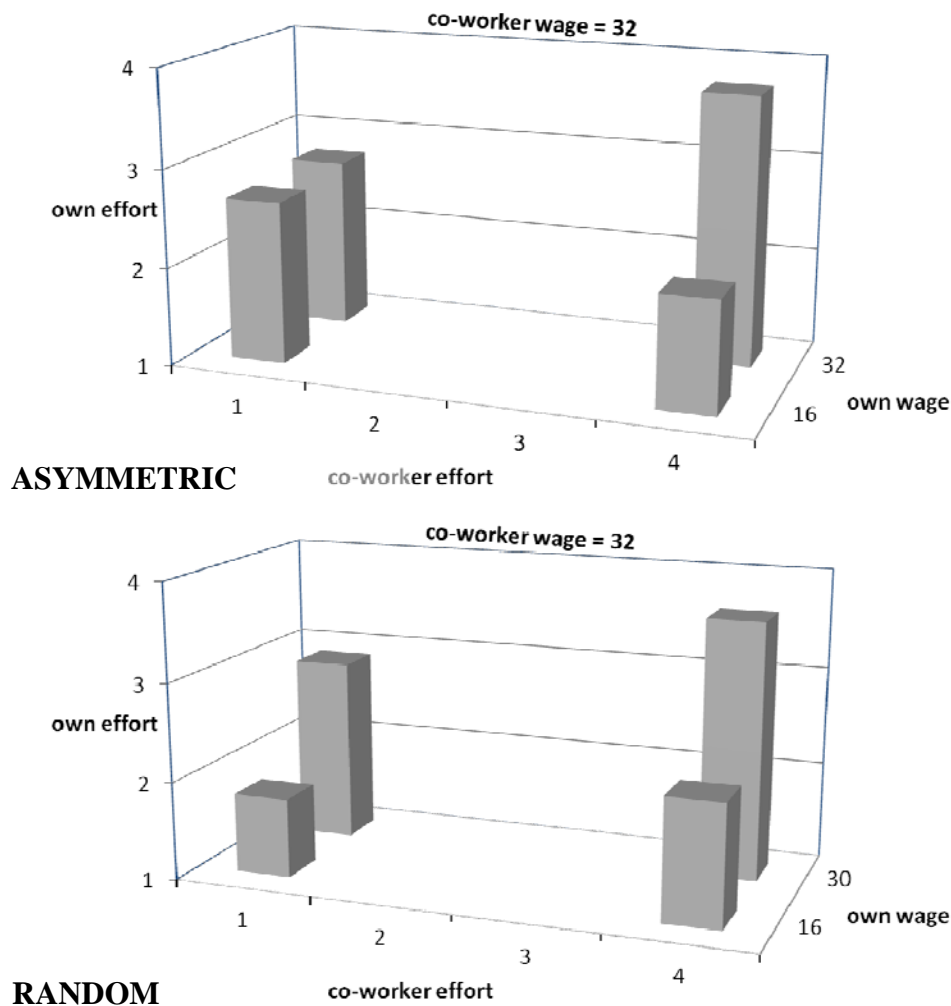 co-worker wage = 32
4
3
own effort
2
1
32
16
own wage
1
2
3
4
ASYMMETRIC
co-worker effort
co-worker wage = 32
4
3
own effort
2
1
30
16
own wage
1
2
3
4
RANDOM
co-worker effort